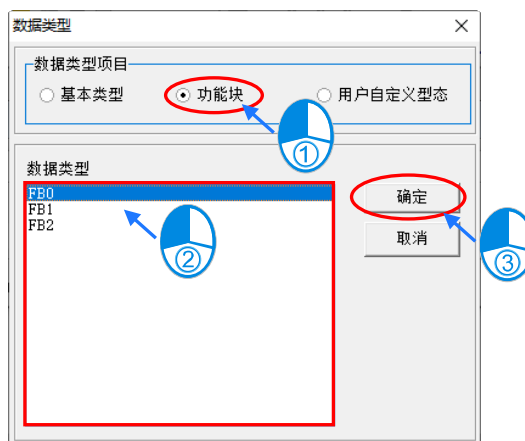 数据类型
数据类型项目
基本类型
功能块
用户自定义型态
①
数据类型
FB0
FB1
FB2
确定
取消
②
③